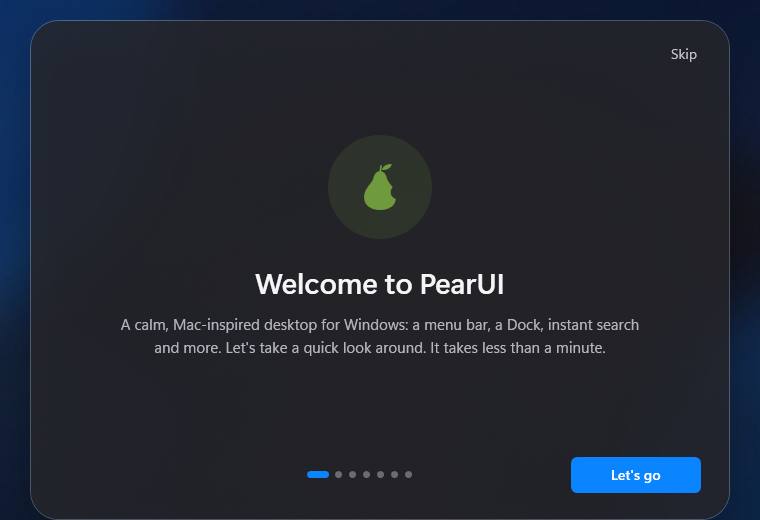 Skip
Welcome to PearUI
A calm, Mac-inspired desktop for Windows: a menu bar, a Dock, instant search
and more. Let's take a quick look around. It takes less than a minute.
Let's go